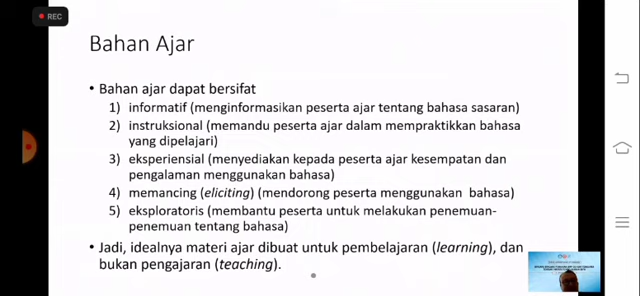 REC
Bahan Ajar
• Bahan ajar dapat bersifat
1) informatif (menginformasikan peserta ajar tentang bahasa sasaran)
2) instruksional (memandu peserta ajar dalam mempraktikkan bahasa
yang dipelajari)
3) eksperiensial (menyediakan kepada peserta ajar kesempatan dan
pengalaman menggunakan bahasa)
4) memancing (eliciting) (mendorong peserta menggunakan bahasa)
5) eksploratoris (membantu peserta untuk melakukan penemuan-
penemuan tentang bahasa)
• Jadi, idealnya materi ajar dibuat untuk pembelajaran (learning), dan
bukan pengajaran (teaching).